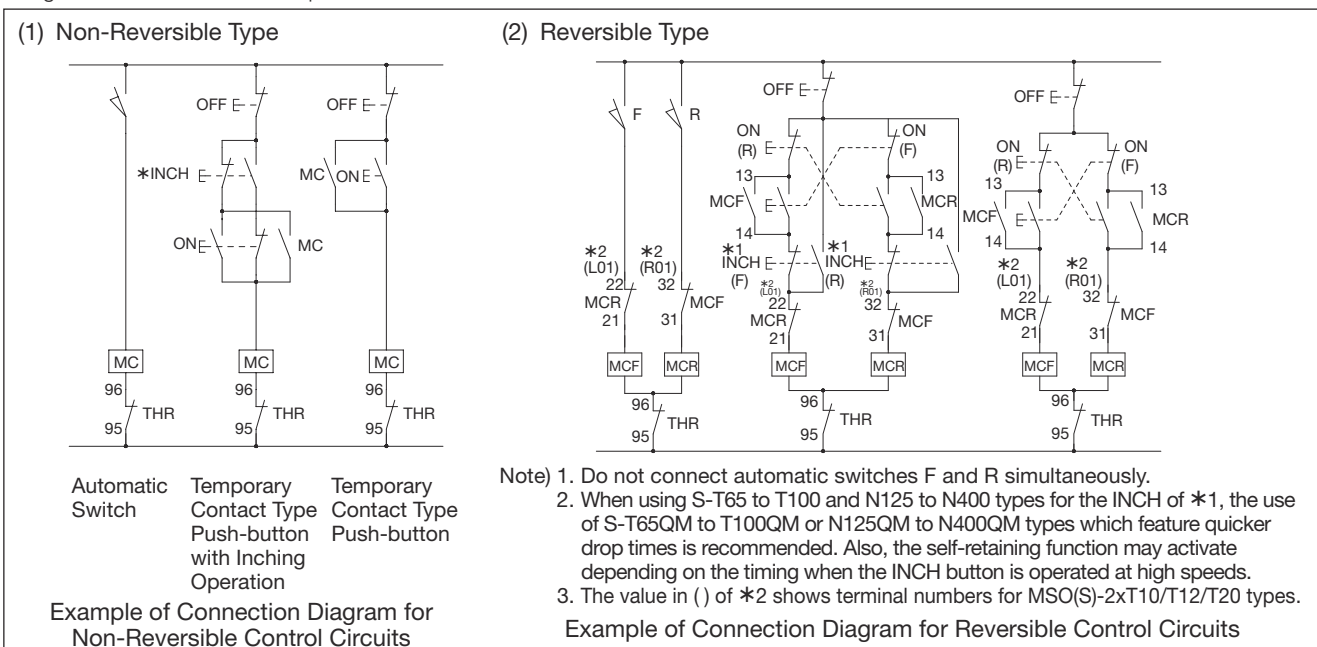 (1) Non-Reversible Type
OFF
OFF
*INCH
MC
ON
ON
MC
MC
MC
MC
96
96
96
THR
THR
THR
95
95
95
Automatic
Switch
Temporary
Contact Type
Push-button
with Inching
Operation
Temporary
Contact Type
Push-button
Example of Connection Diagram for
Non-Reversible Control Circuits
(2) Reversible Type
F
R
*2
(L01)
*2
(R01)
22
32
MCR
MCF
21
31
MCF
MCR
96
THR
95
OFF
ON
(R)
ON
(F)
13
13
MCF
MCR
14
14
*1
INCH
(F)
*1
INCH
(R)
*2
(L01)
*2
(R01)
22
32
MCR
MCF
21
31
MCF
MCR
96
THR
95
OFF
ON
(R)
ON
(F)
13
13
MCF
MCR
14
14
*2
(L01)
*2
(R01)
22
32
MCR
MCF
21
31
MCF
MCR
96
THR
95
Note) 1. Do not connect automatic switches F and R simultaneously.
2. When using S-T65 to T100 and N125 to N400 types for the INCH of *1, the use
of S-T65QM to T100QM or N125QM to N400QM types which feature quicker
drop times is recommended. Also, the self-retaining function may activate
depending on the timing when the INCH button is operated at high speeds.
3. The value in ( ) of *2 shows terminal numbers for MSO(S)-2xT10/T12/T20 types.
Example of Connection Diagram for Reversible Control Circuits